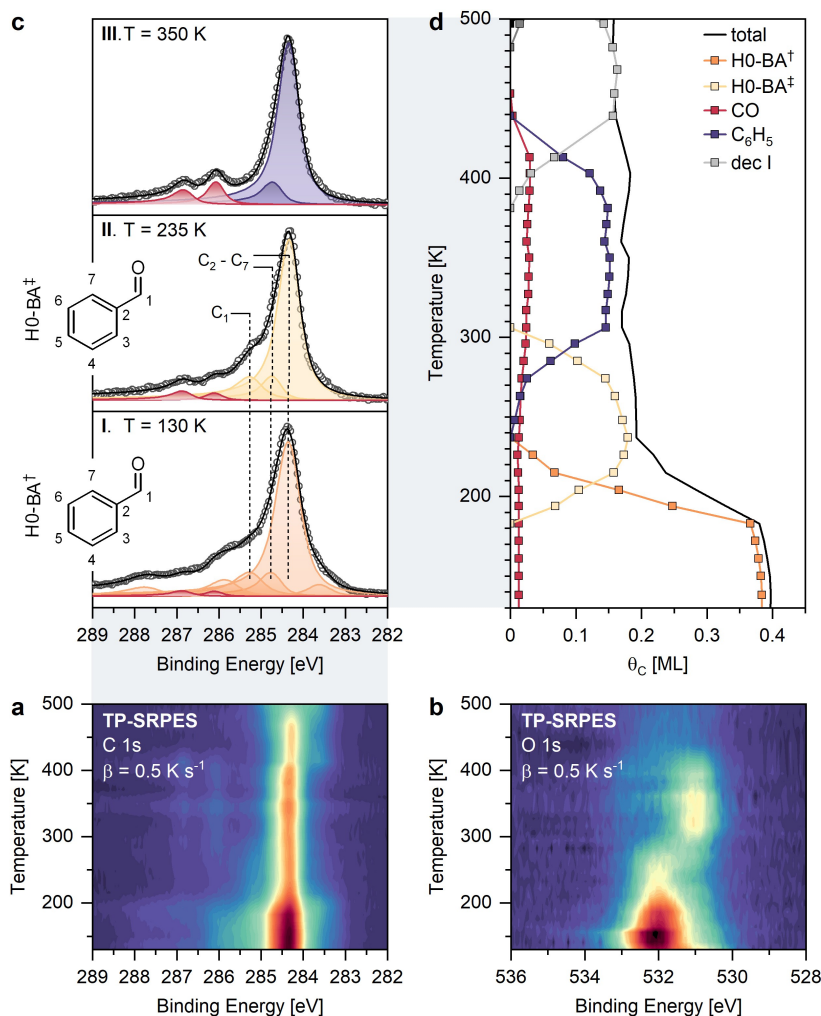 c
III. T = 350 K
II. T = 235 K
C₂ - C₇
C₁
H0-BA‡
7
O
6
1
2
5
3
4
I. T = 130 K
H0-BA†
7
O
6
1
2
5
3
4
289 288 287 286 285 284 283 282
Binding Energy [eV]
d
500
400
300
200
Temperature [K]
total
H0-BA†
H0-BA‡
CO
C₆H₅
dec I
0 0.1 0.2 0.3 0.4
θC [ML]
a
TP-SRPES
C 1s
β = 0.5 K s⁻¹
500
400
300
200
Temperature [K]
289 288 287 286 285 284 283 282
Binding Energy [eV]
b
TP-SRPES
O 1s
β = 0.5 K s⁻¹
500
400
300
200
Temperature [K]
536 534 532 530 528
Binding Energy [eV]